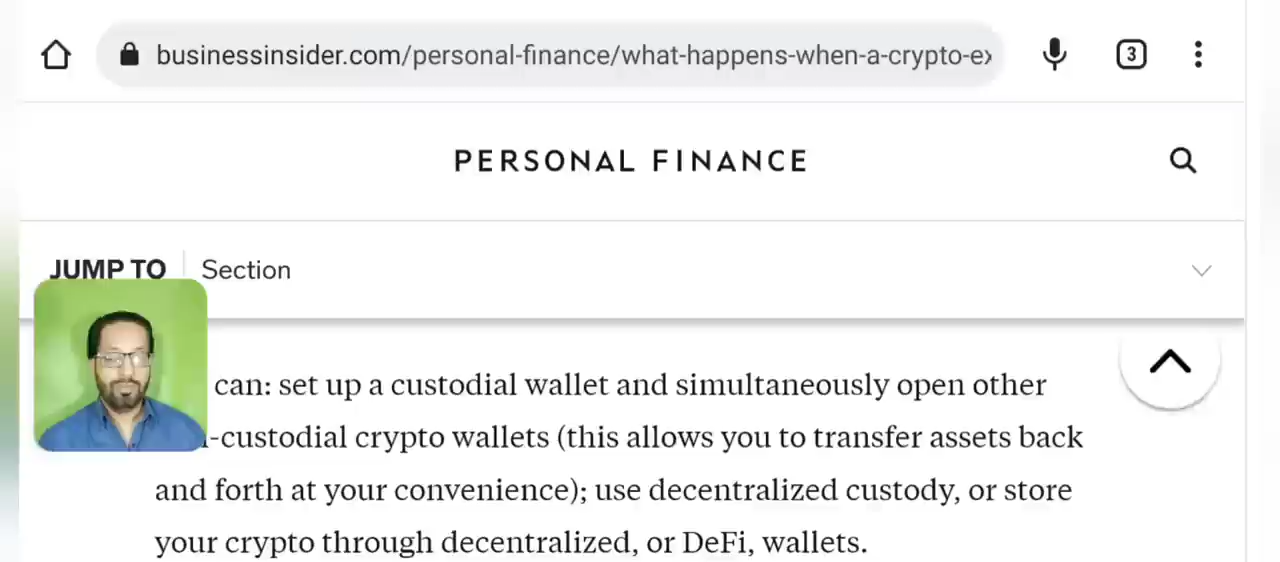 businessinsider.com/personal-finance/what-happens-when-a-crypto-ex
3
PERSONAL FINANCE
JUMP TO Section
can: set up a custodial wallet and simultaneously open other
-custodial crypto wallets (this allows you to transfer assets back
and forth at your convenience); use decentralized custody, or store
your crypto through decentralized, or DeFi, wallets.